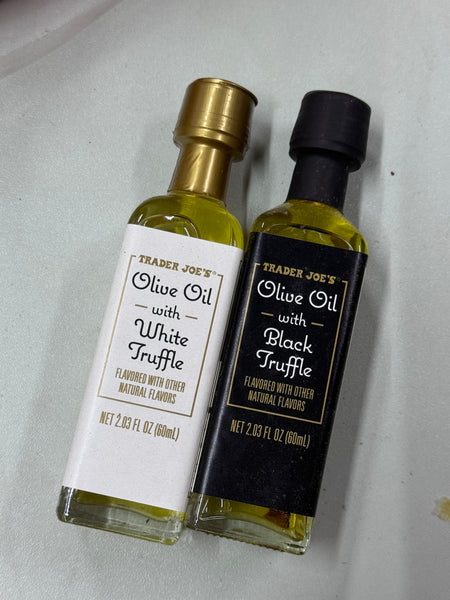 TRADER JOE'S®
Olive Oil
with
White
Truffle
FLAVORED WITH OTHER
NATURAL FLAVORS
NET 2.03 FL OZ (60mL)
TRADER JOE'S®
Olive Oil
with
Black
Truffle
FLAVORED WITH OTHER
NATURAL FLAVORS
NET 2.03 FL OZ (60mL)